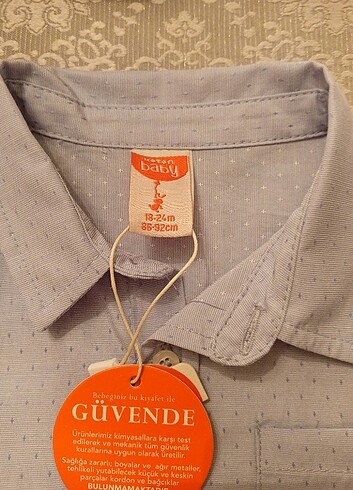 KOTON
baby
18-24m
86-92cm
Bebeğiniz bu kıyafet ile
GÜVENDE
Ürünlerimiz kimyasallara karşı test
edilerek ve mekanik tüm güvenlik
kurallarına uygun olarak üretilir.
Sağlığa zararlı; boyalar ve ağır metaller,
tehlikeli yutabilecek küçük ve keskin
parçalar kordon ve bağcıklar
BULUNMAMAKTADIR